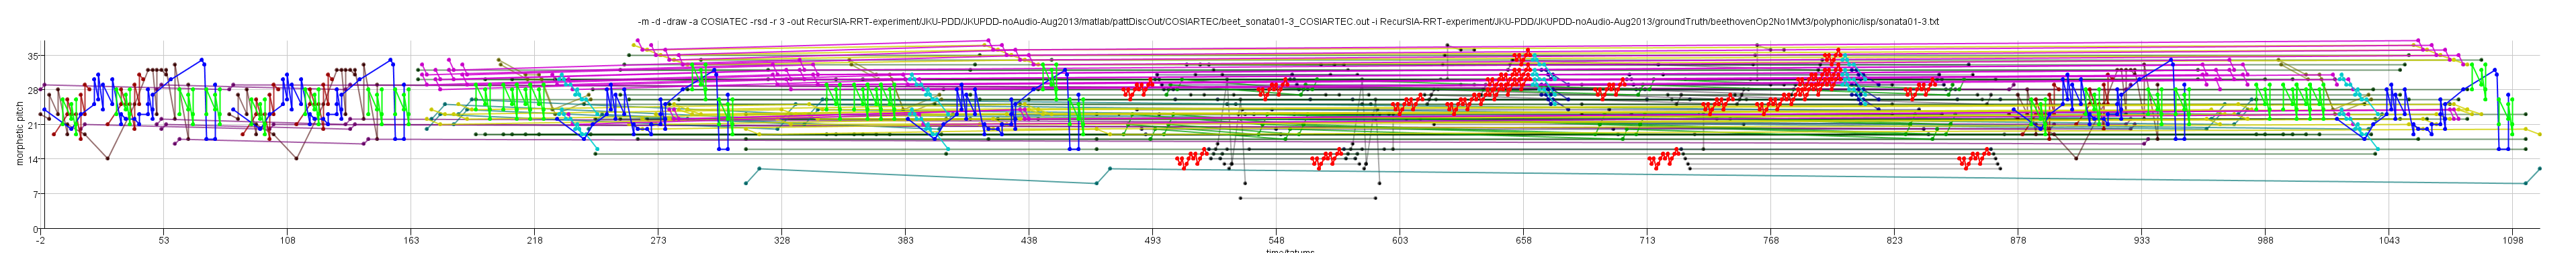 -m -d -draw -a COSIATEC -rsd -r 3 -out RecurSIA-RRT-experiment/JKU-PDD/JKUPDD-noAudio-Aug2013/matlab/pattDiscOut/COSIARTEC/beet_sonata01-3_COSIARTEC.out -i RecurSIA-RRT-experiment/JKU-PDD/JKUPDD-noAudio-Aug2013/groundTruth/beethovenOp2No1Mvt3/polyphonic/lisp/sonata01-3.txt
35
28
21
14
7
0
morphetic pitch
-2 53 108 163 218 273 328 383 438 493 548 603 658 713 768 823 878 933 988 1043 1098
time/tatums